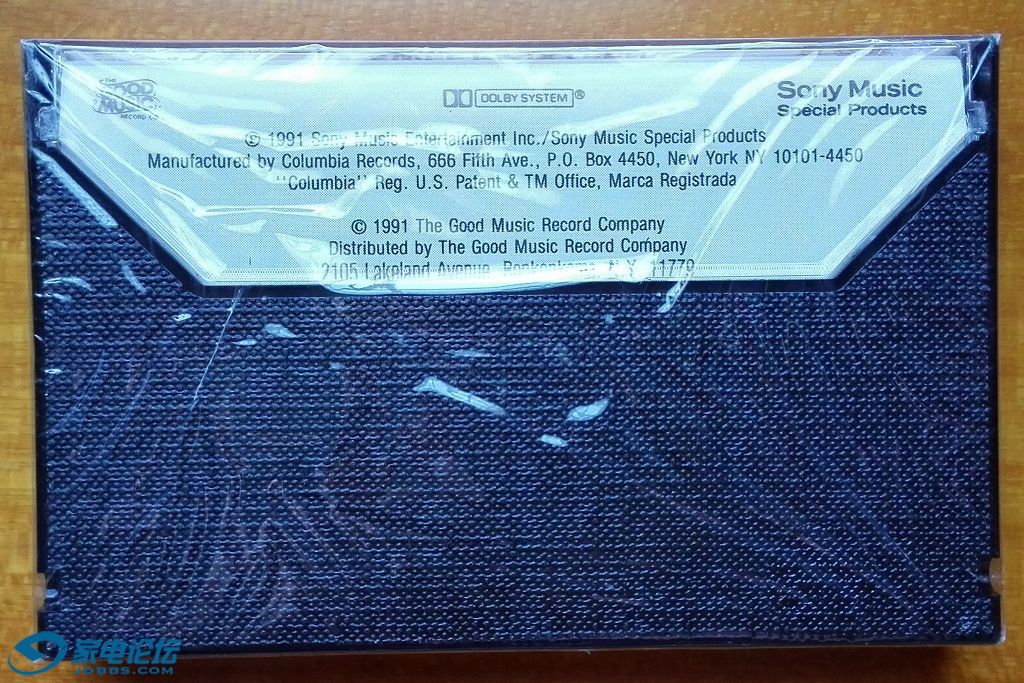 THE
GOOD
MUSIC
RECORD CO.
DOLBY SYSTEM®
Sony Music
Special Products
℗ 1991 Sony Music Entertainment Inc./Sony Music Special Products
Manufactured by Columbia Records, 666 Fifth Ave., P.O. Box 4450, New York NY 10101-4450
"Columbia" Reg. U.S. Patent & TM Office, Marca Registrada
© 1991 The Good Music Record Company
Distributed by The Good Music Record Company
2105 Lakeland Avenue, Ronkonkoma, N.Y. 11779
家电论坛
JDBBS.COM